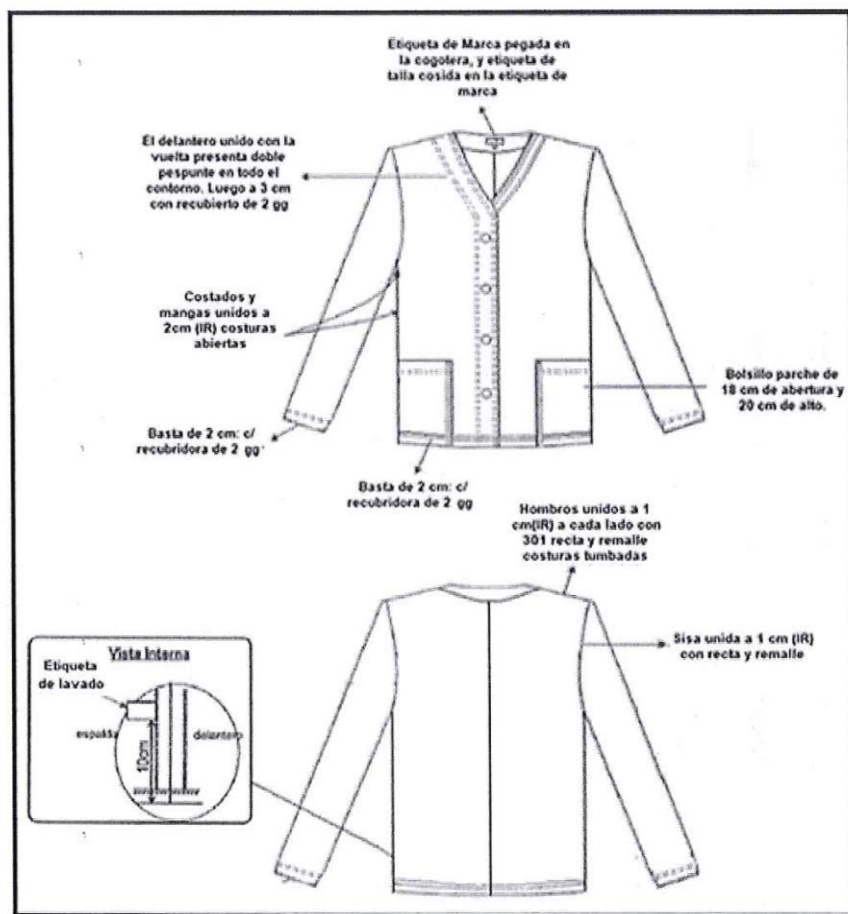 Etiqueta de Marca pegada en
la cogotera, y etiqueta de
talla cosida en la etiqueta de
marca
El delantero unido con la
vuelta presenta doble
pespunte en todo el
contorno. Luego a 3 cm
con recubierto de 2 gg
Costados y
mangas unidos a
2cm (IR) costuras
abiertas
Bolsillo parche de
18 cm de abertura y
20 cm de alto.
Basta de 2 cm: c/
recubridora de 2 gg
Basta de 2 cm: c/
recubridora de 2 gg
Hombros unidos a 1
cm(IR) a cada lado con
301 recta y remalle
costuras tumbadas
Sisa unida a 1 cm (IR)
con recta y remalle
Vista Interna
Etiqueta
de lavado
espalda
delantero
10cm